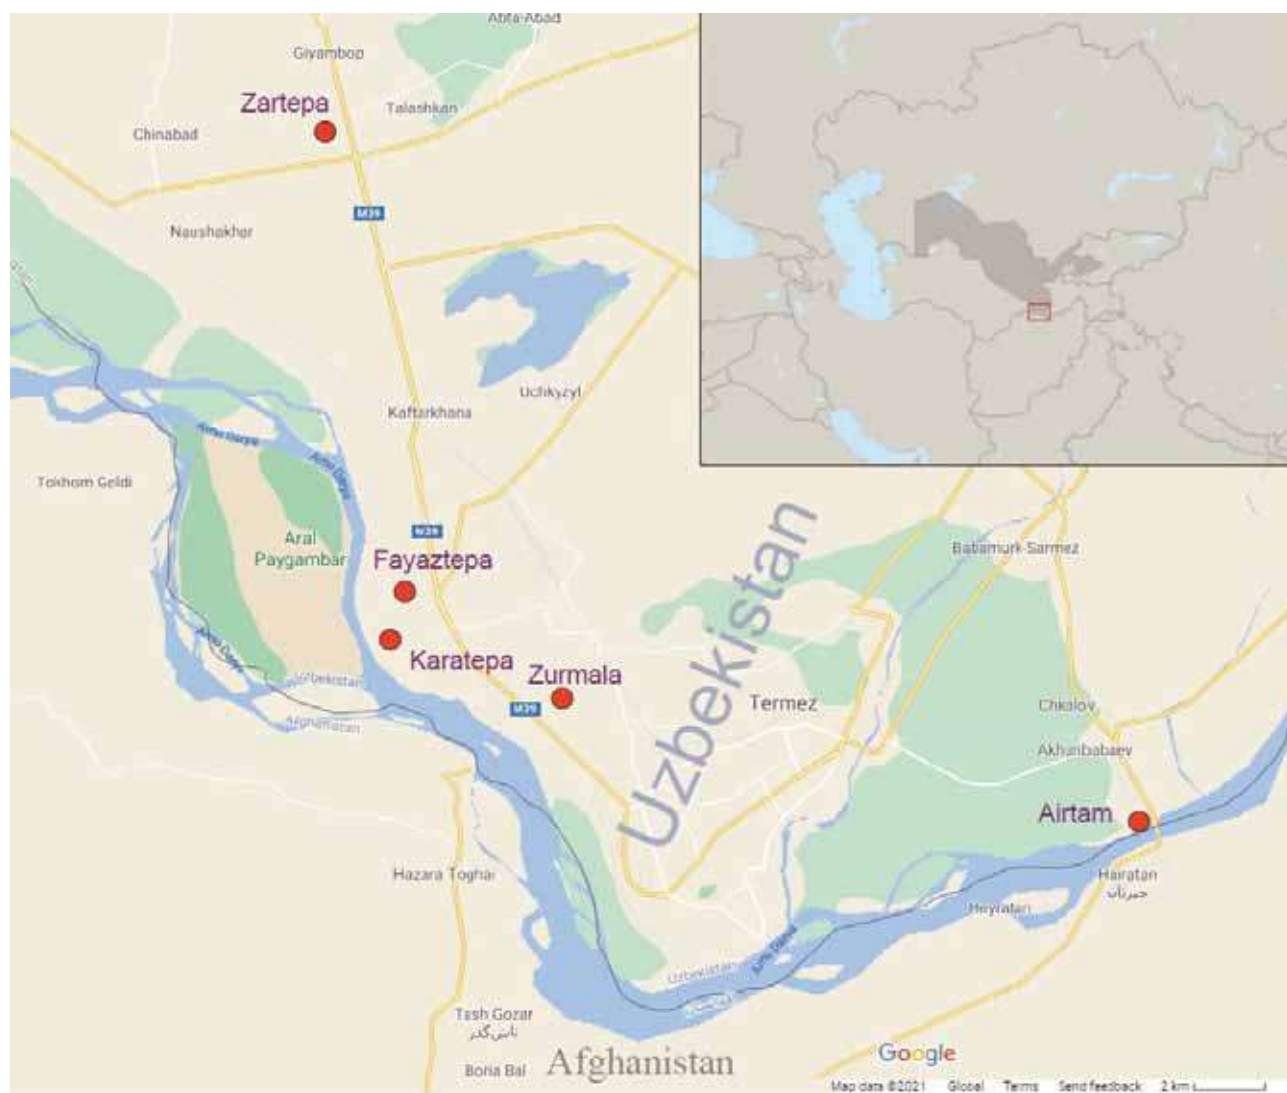 Abta-Abad
Giyambop
Zartepa
Talashkan
Chinabad
M39
Naushakhar
Uchkyzyl
Kaftarkhana
Amu Darya
Amu Darya
Tokhom Geldi
M39
Uzbekistan
Aral
Paygambar
Fayaztepa
Babamurk-Sarmez
Amu Darya
Karatepa
Zurmala
Uzbekistan
Afghanistan
M39
Termez
Chkalov
Akhunbabaev
Airtam
Hazara Toghai
Hairatan
حیرتان
Heyratan
Amu Darya
Uzbekistan
Tash Gozar
تاش گذر
Afghanistan
Boria Bal
Google
Map data ©2021 Global Terms Send feedback 2 km